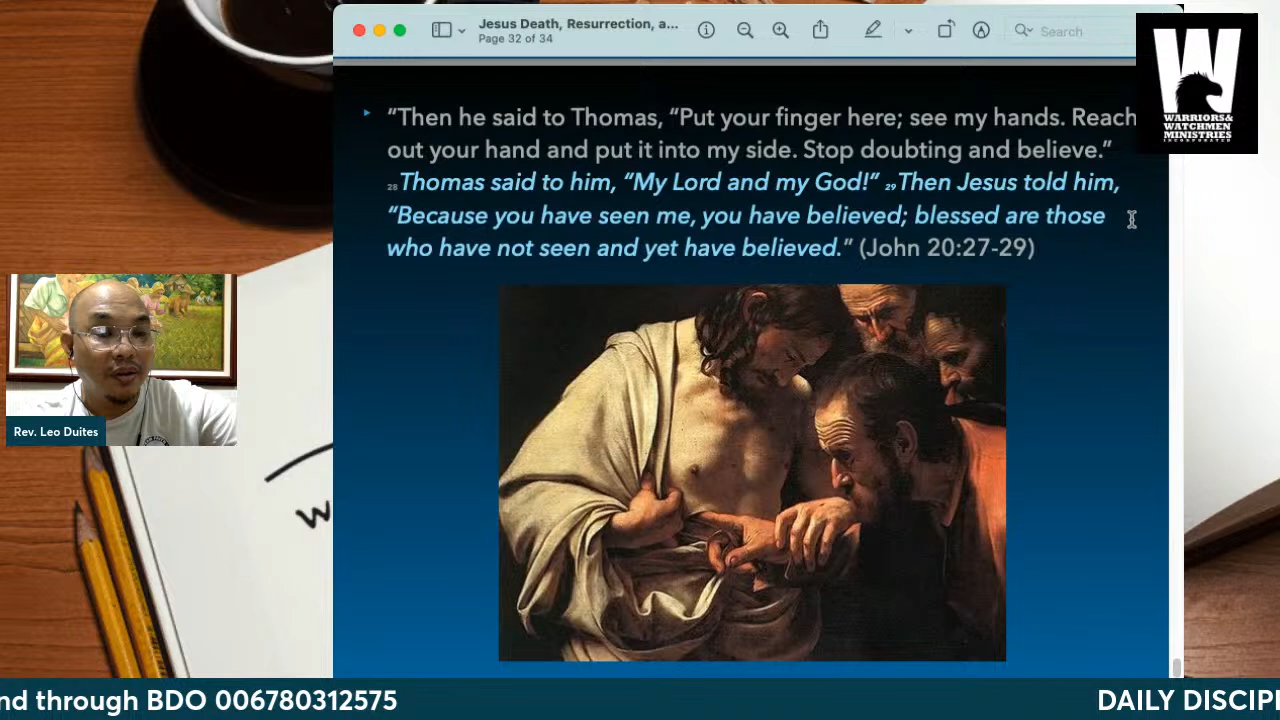 Jesus Death, Resurrection, a...
Page 32 of 34
Search
WARRIORS&
WATCHMEN
MINISTRIES
INCORPORATED
“Then he said to Thomas, “Put your finger here; see my hands. Reach
out your hand and put it into my side. Stop doubting and believe.”
28 Thomas said to him, “My Lord and my God!” 29Then Jesus told him,
“Because you have seen me, you have believed; blessed are those
who have not seen and yet have believed.” (John 20:27-29)
Rev. Leo Duites
W
nd through BDO 006780312575
DAILY DISCIPL